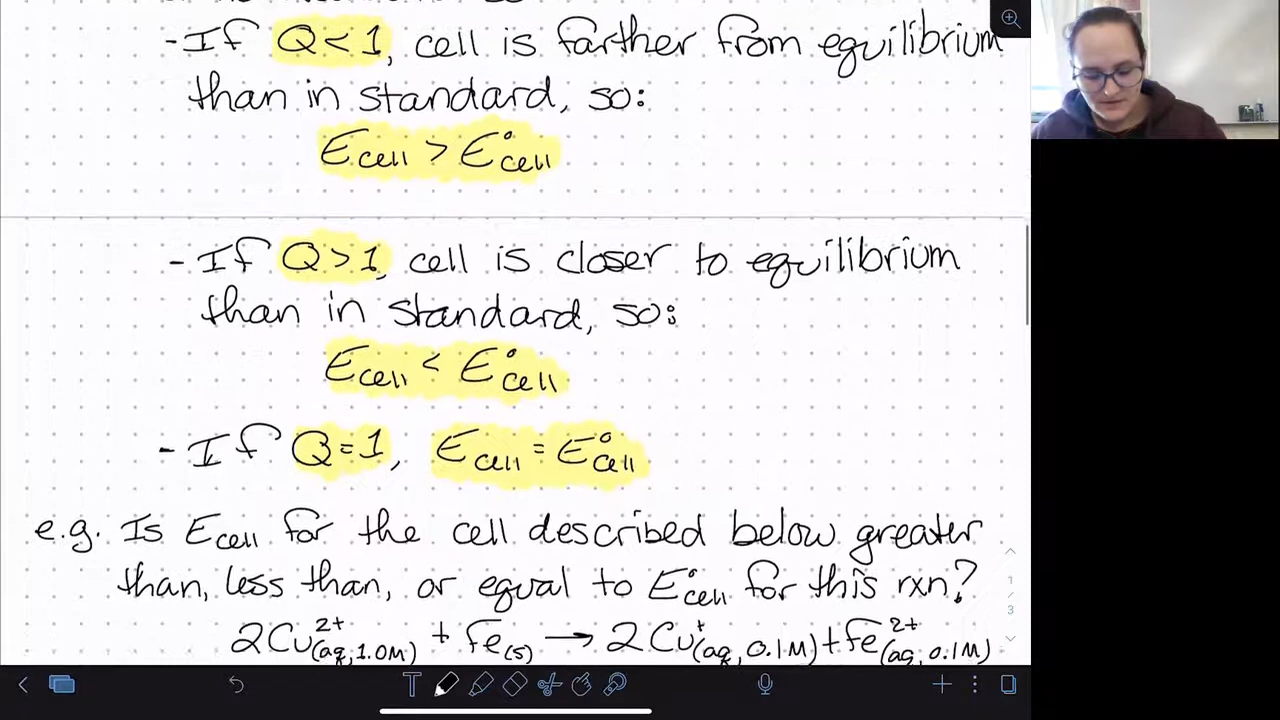 - If Q < 1, cell is farther from equilibrium
than in standard, so:
Ecell > E°cell
- If Q > 1, cell is closer to equilibrium
than in standard, so:
Ecell < E°cell
- If Q = 1, Ecell = E°cell
e.g. Is Ecell for the cell described below greater
than, less than, or equal to E°cell for this rxn?
2Cu²⁺(aq, 1.0M) + Fe(s) → 2Cu⁺(aq, 0.1M) + Fe²⁺(aq, 0.1M)
1
/
3
T